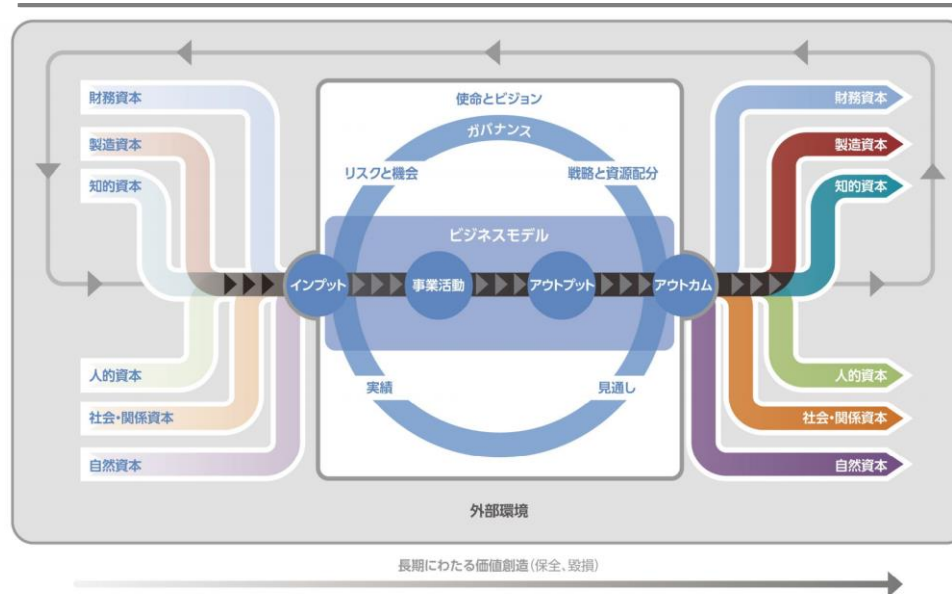 財務資本
製造資本
知的資本
人的資本
社会・関係資本
自然資本
使命とビジョン
ガバナンス
リスクと機会
戦略と資源配分
ビジネスモデル
インプット
事業活動
アウトプット
アウトカム
実績
見通し
財務資本
製造資本
知的資本
人的資本
社会・関係資本
自然資本
外部環境
長期にわたる価値創造(保全、毀損)